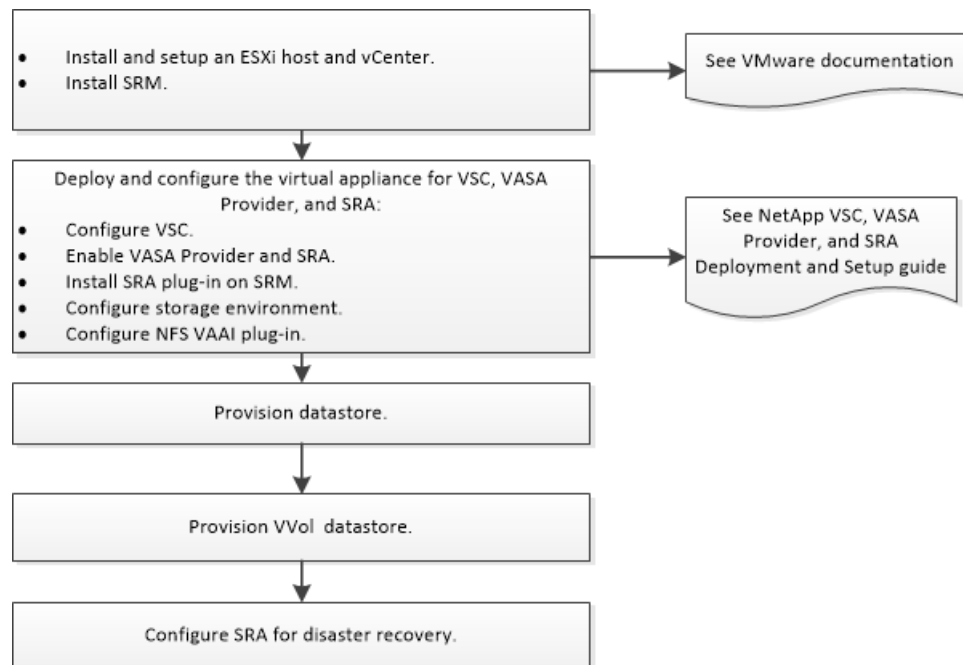 • Install and setup an ESXi host and vCenter.
• Install SRM.
See VMware documentation
Deploy and configure the virtual appliance for VSC, VASA
Provider, and SRA:
• Configure VSC.
• Enable VASA Provider and SRA.
• Install SRA plug-in on SRM.
• Configure storage environment.
• Configure NFS VAAI plug-in.
See NetApp VSC, VASA
Provider, and SRA
Deployment and Setup guide
Provision datastore.
Provision VVol datastore.
Configure SRA for disaster recovery.